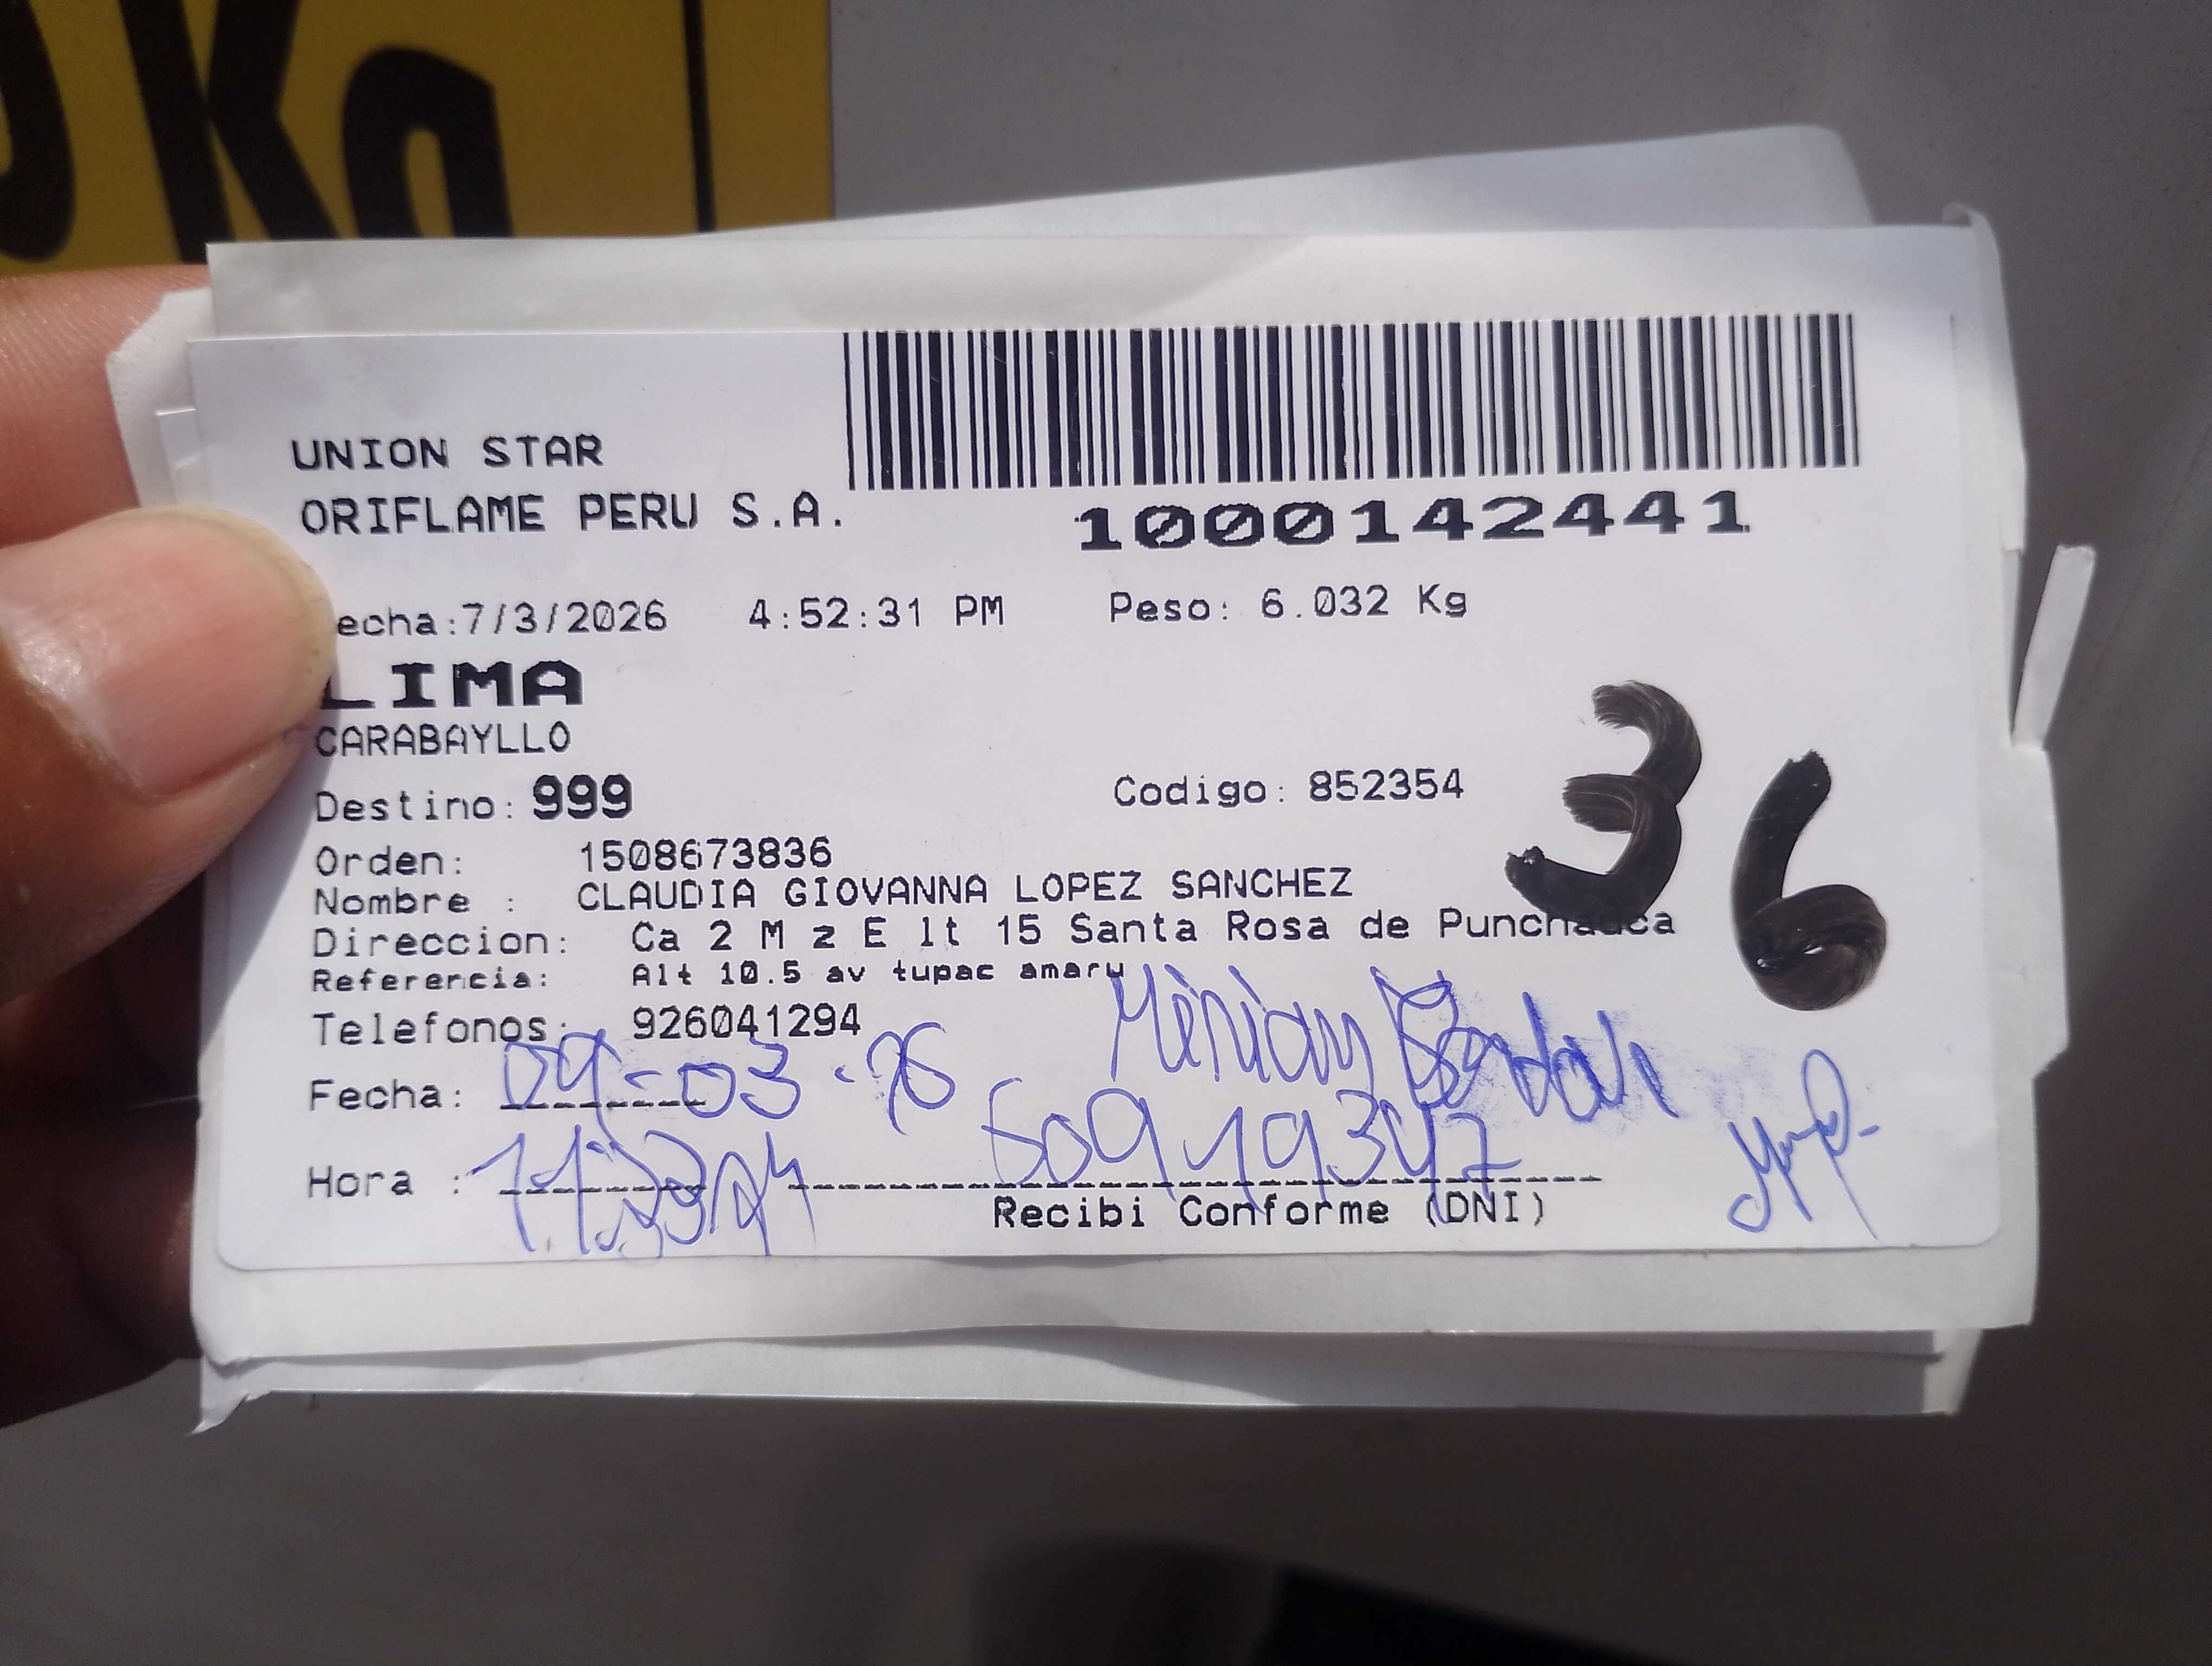 Kg
UNION STAR
ORIFLAME PERU S.A.
1000142441
echa:7/3/2026 4:52:31 PM Peso: 6.032 Kg
LIMA
CARABAYLLO
Destino: 999 Codigo: 852354
36
Orden: 1508673836
Nombre : CLAUDIA GIOVANNA LOPEZ SANCHEZ
Direccion: Ca 2 M z E lt 15 Santa Rosa de Punchauca
Referencia: Alt 10.5 av tupac amaru
Telefonos: 926041294
Fecha: 09-03-26
Hora :
Recibi Conforme (DNI)